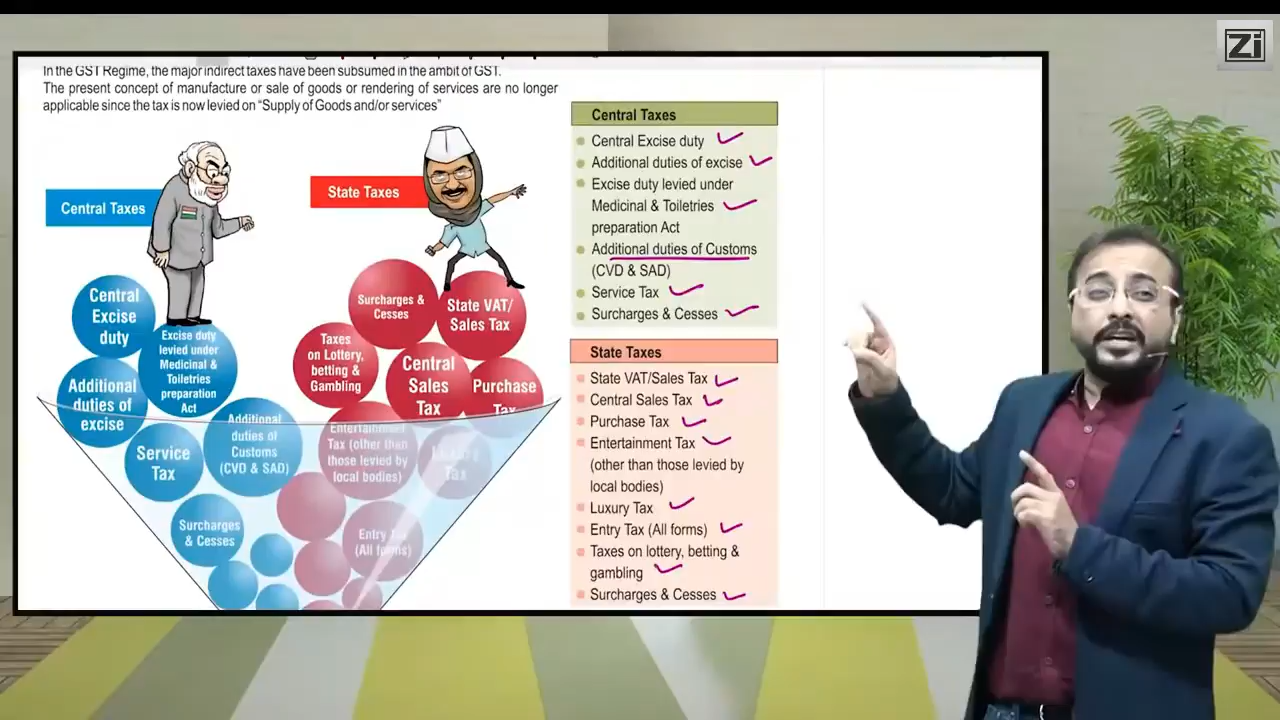 Zi
In the GST Regime, the major indirect taxes have been subsumed in the ambit of GST.
The present concept of manufacture or sale of goods or rendering of services are no longer
applicable since the tax is now levied on “Supply of Goods and/or services”
Central Taxes
State Taxes
Central
Excise
duty
Excise duty
levied under
Medicinal &
Toiletries
preparation
Act
Additional
duties of
excise
Service
Tax
Additional
duties of
Customs
(CVD & SAD)
Surcharges
& Cesses
Surcharges &
Cesses
State VAT/
Sales Tax
Taxes
on Lottery,
betting &
Gambling
Central
Sales
Tax
Purchase
Tax
Entertainment
Tax (other than
those levied by
local bodies)
Luxury
Tax
Entry Tax
(All forms)
Central Taxes
Central Excise duty
Additional duties of excise
Excise duty levied under
Medicinal & Toiletries
preparation Act
Additional duties of Customs
(CVD & SAD)
Service Tax
Surcharges & Cesses
State Taxes
State VAT/Sales Tax
Central Sales Tax
Purchase Tax
Entertainment Tax
(other than those levied by
local bodies)
Luxury Tax
Entry Tax (All forms)
Taxes on lottery, betting &
gambling
Surcharges & Cesses